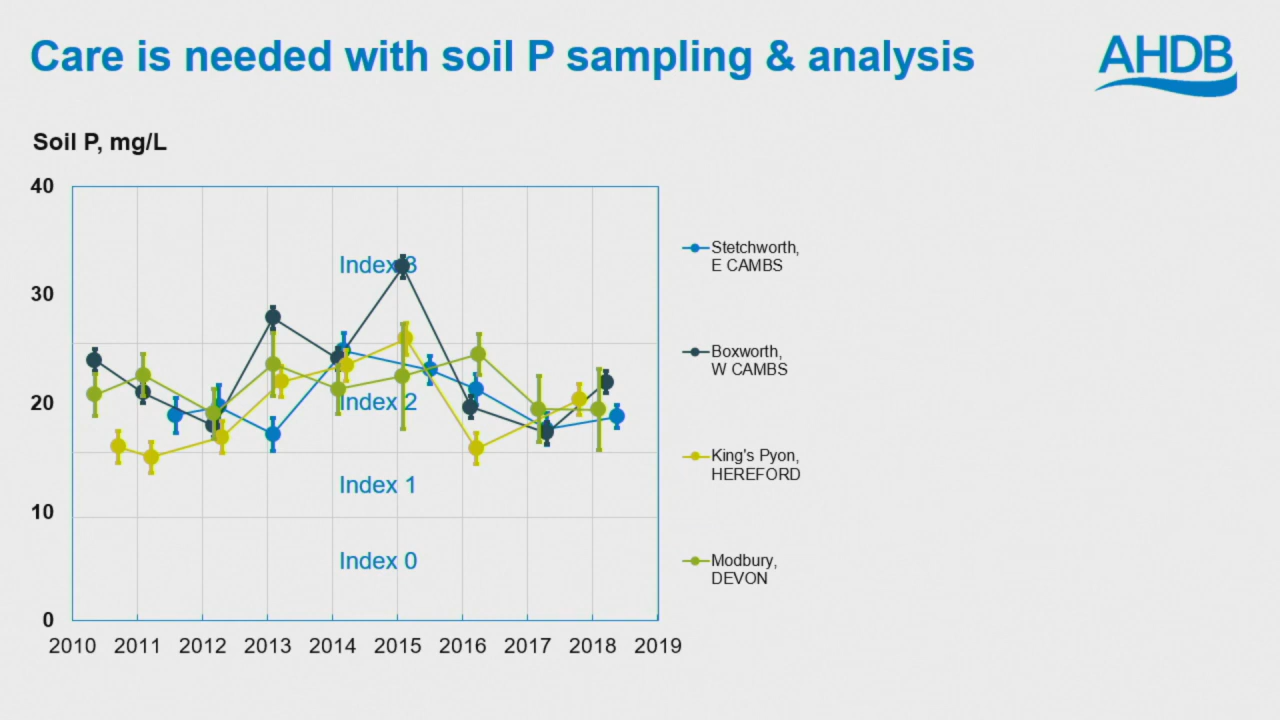 Care is needed with soil P sampling & analysis
AHDB
Soil P, mg/L
40
30
20
10
0
2010 2011 2012 2013 2014 2015 2016 2017 2018 2019
Index 3
Index 2
Index 1
Index 0
Stetchworth,
E CAMBS
Boxworth,
W CAMBS
King's Pyon,
HEREFORD
Modbury,
DEVON